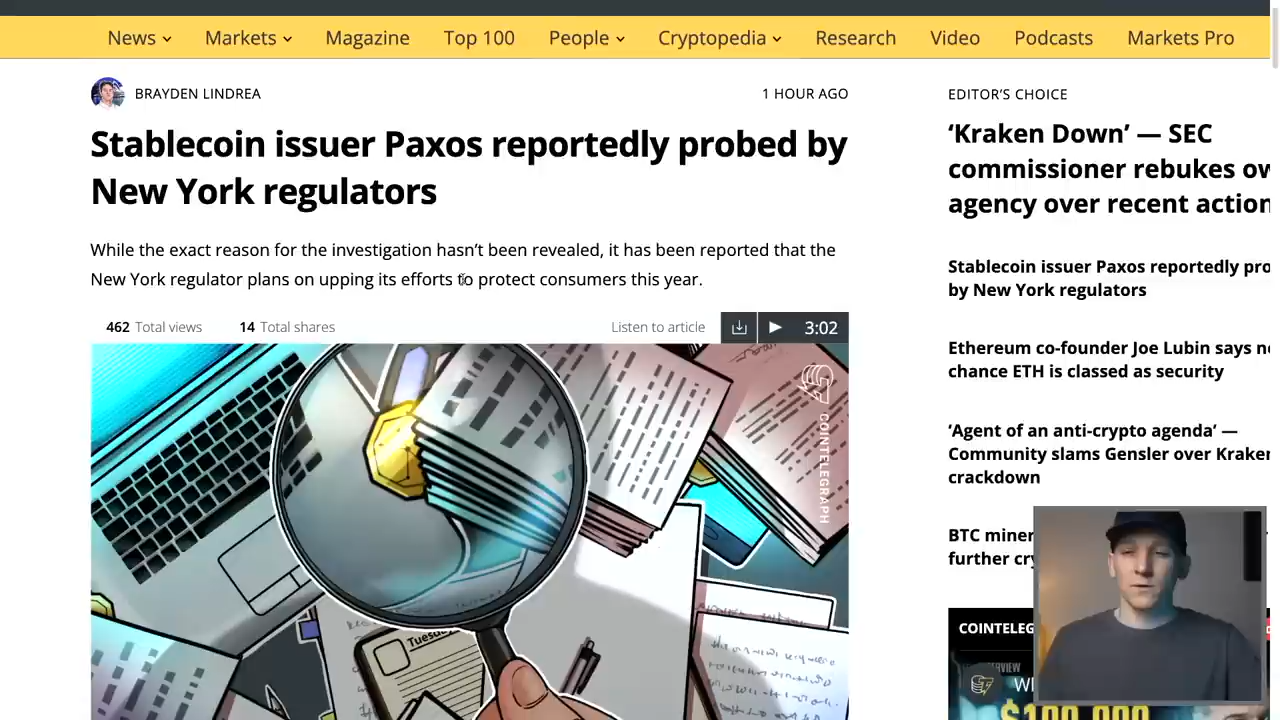 News Markets Magazine Top 100 People Cryptopedia Research Video Podcasts Markets Pro
BRAYDEN LINDREA
1 HOUR AGO
Stablecoin issuer Paxos reportedly probed by
New York regulators
While the exact reason for the investigation hasn't been revealed, it has been reported that the
New York regulator plans on upping its efforts to protect consumers this year.
462 Total views 14 Total shares Listen to article 3:02
COINTELEGRAPH
Tuesday
EDITOR'S CHOICE
‘Kraken Down’ — SEC
commissioner rebukes
agency over recent action
Stablecoin issuer Paxos reportedly
by New York regulators
Ethereum co-founder Joe Lubin says
chance ETH is classed as security
‘Agent of an anti-crypto agenda’ —
Community slams Gensler over Kraken
crackdown
BTC
further
COINTELEG
$100,000